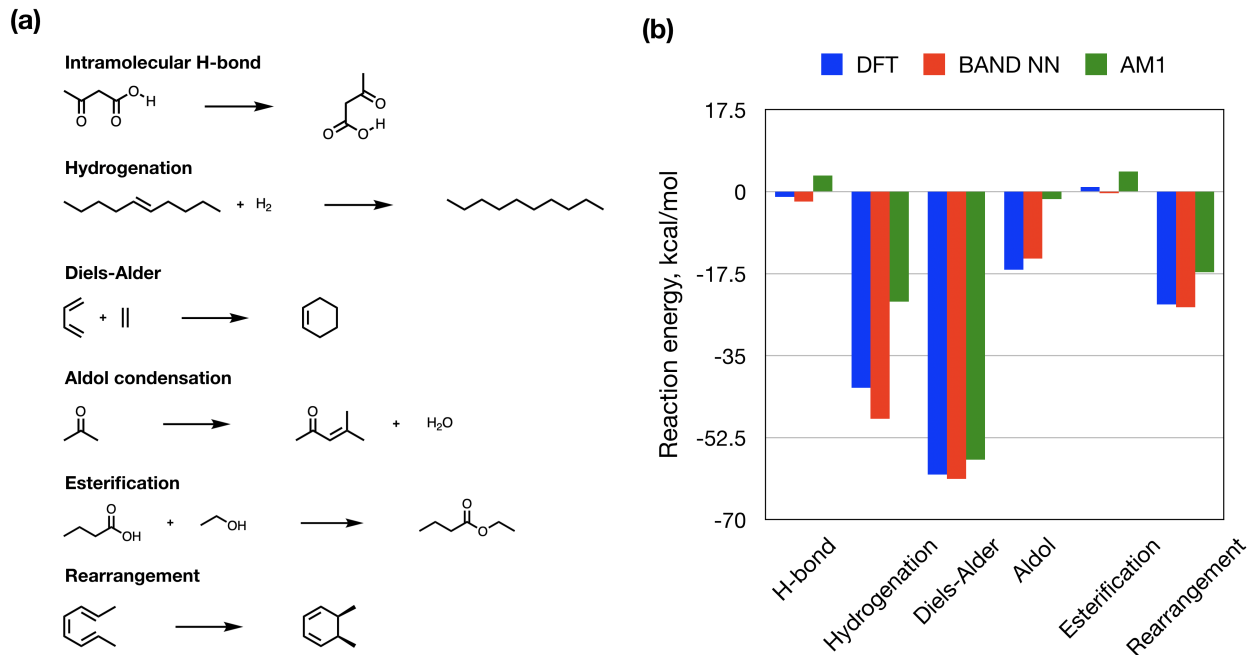 (a)
Intramolecular H-bond
O
O
O
H
O
O
O
H
Hydrogenation
+ H₂
Diels-Alder
+
Aldol condensation
O
O
+ H₂O
Esterification
O
OH
+
OH
O
O
Rearrangement
(b)
DFT BAND NN AM1
Reaction energy, kcal/mol
17.5
0
-17.5
-35
-52.5
-70
H-bond
Hydrogenation
Diels-Alder
Aldol
Esterification
Rearrangement